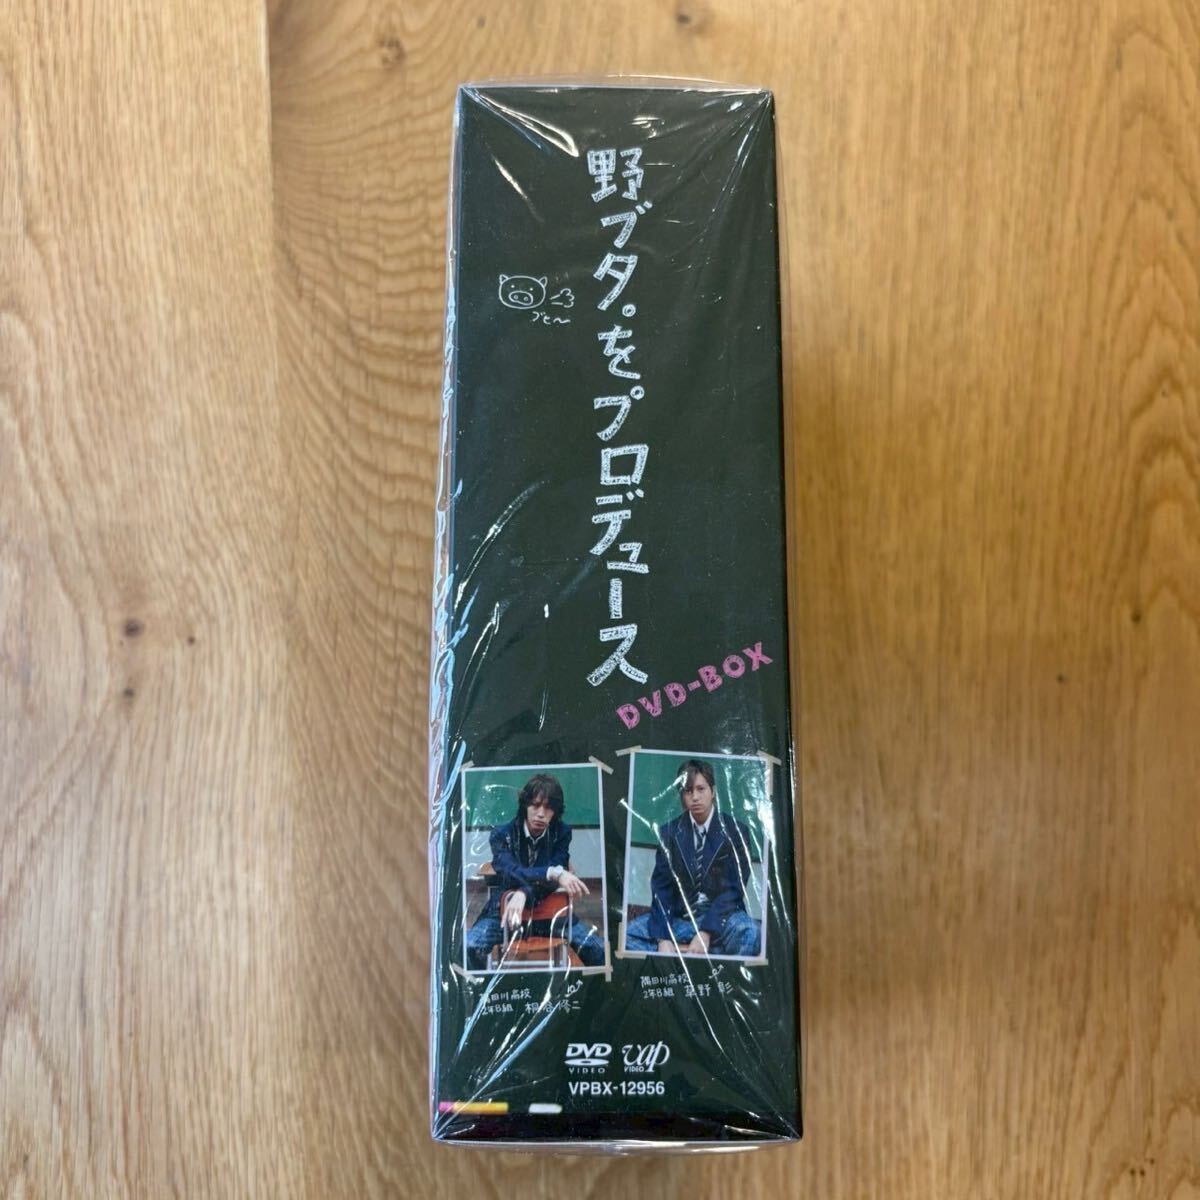 野ブタ。をプロデュース
ブヒ〜
DVD-BOX
隅田川高校
2年B組 桐谷修二
隅田川高校
2年B組 草野 彰
DVD
VIDEO
vap
VIDEO
VPBX-12956